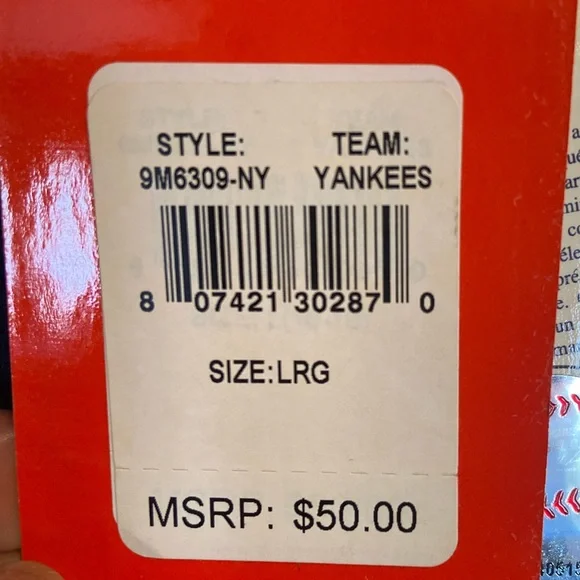 STYLE: TEAM:
9M6309-NY YANKEES
8 07421 30287 0
SIZE:LRG
MSRP: $50.00